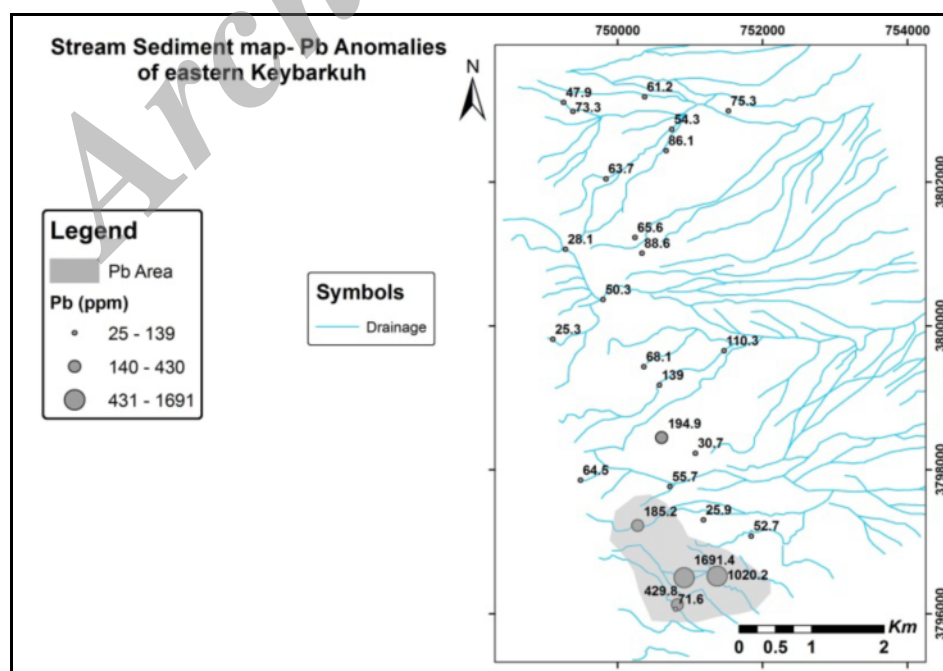 Arch
Stream Sediment map- Pb Anomalies
of eastern Keybarkuh
N
750000
752000
754000
3802000
3800000
3798000
3796000
47.9
73.3
61.2
75.3
54.3
86.1
63.7
65.6
88.6
28.1
50.3
25.3
110.3
68.1
139
194.9
30.7
64.5
55.7
185.2
25.9
52.7
1691.4
1020.2
429.8
71.6
Legend
Pb Area
Pb (ppm)
25 - 139
140 - 430
431 - 1691
Symbols
Drainage
Km
0 0.5 1 2